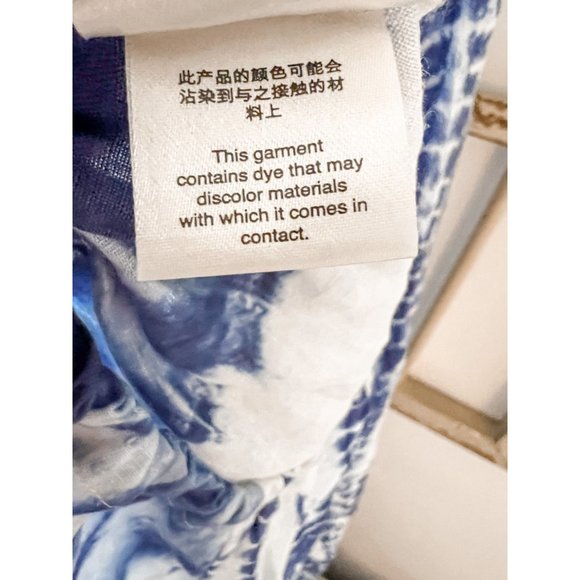 此产品的颜色可能会
沾染到与之接触的材
料上
This garment
contains dye that may
discolor materials
with which it comes in
contact.